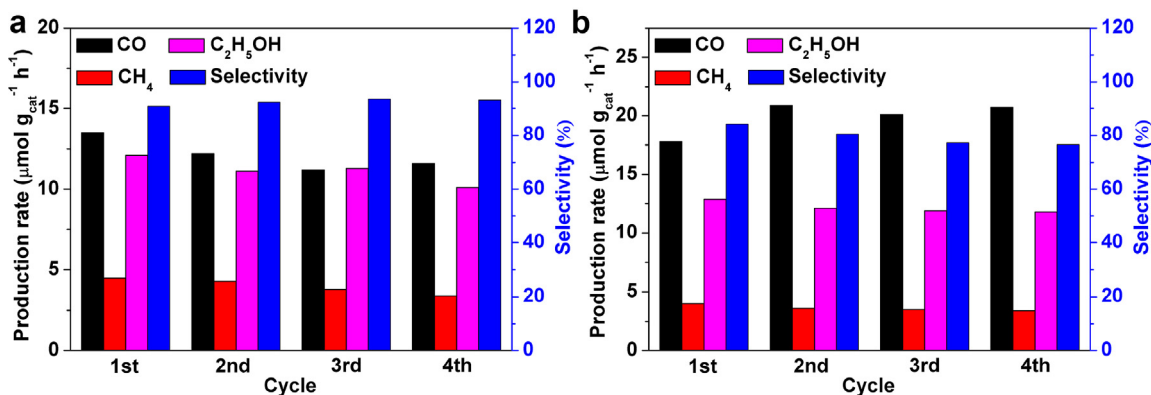 a
CO
C₂H₅OH
CH₄
Selectivity
Production rate (μmol g_cat⁻¹ h⁻¹)
20
15
10
5
0
120
100
80
60
40
20
0
Selectivity (%)
1st 2nd 3rd 4th
Cycle
b
CO
C₂H₅OH
CH₄
Selectivity
Production rate (μmol g_cat⁻¹ h⁻¹)
25
20
15
10
5
0
120
100
80
60
40
20
0
Selectivity (%)
1st 2nd 3rd 4th
Cycle